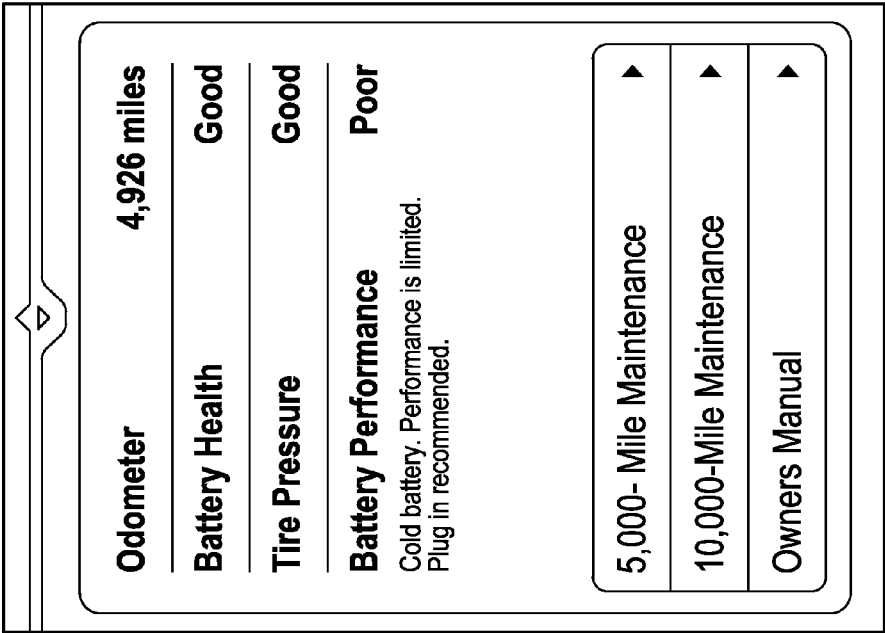 Odometer 4,926 miles
Battery Health Good
Tire Pressure Good
Battery Performance Poor
Cold battery. Performance is limited.
Plug in recommended.
5,000- Mile Maintenance
10,000-Mile Maintenance
Owners Manual